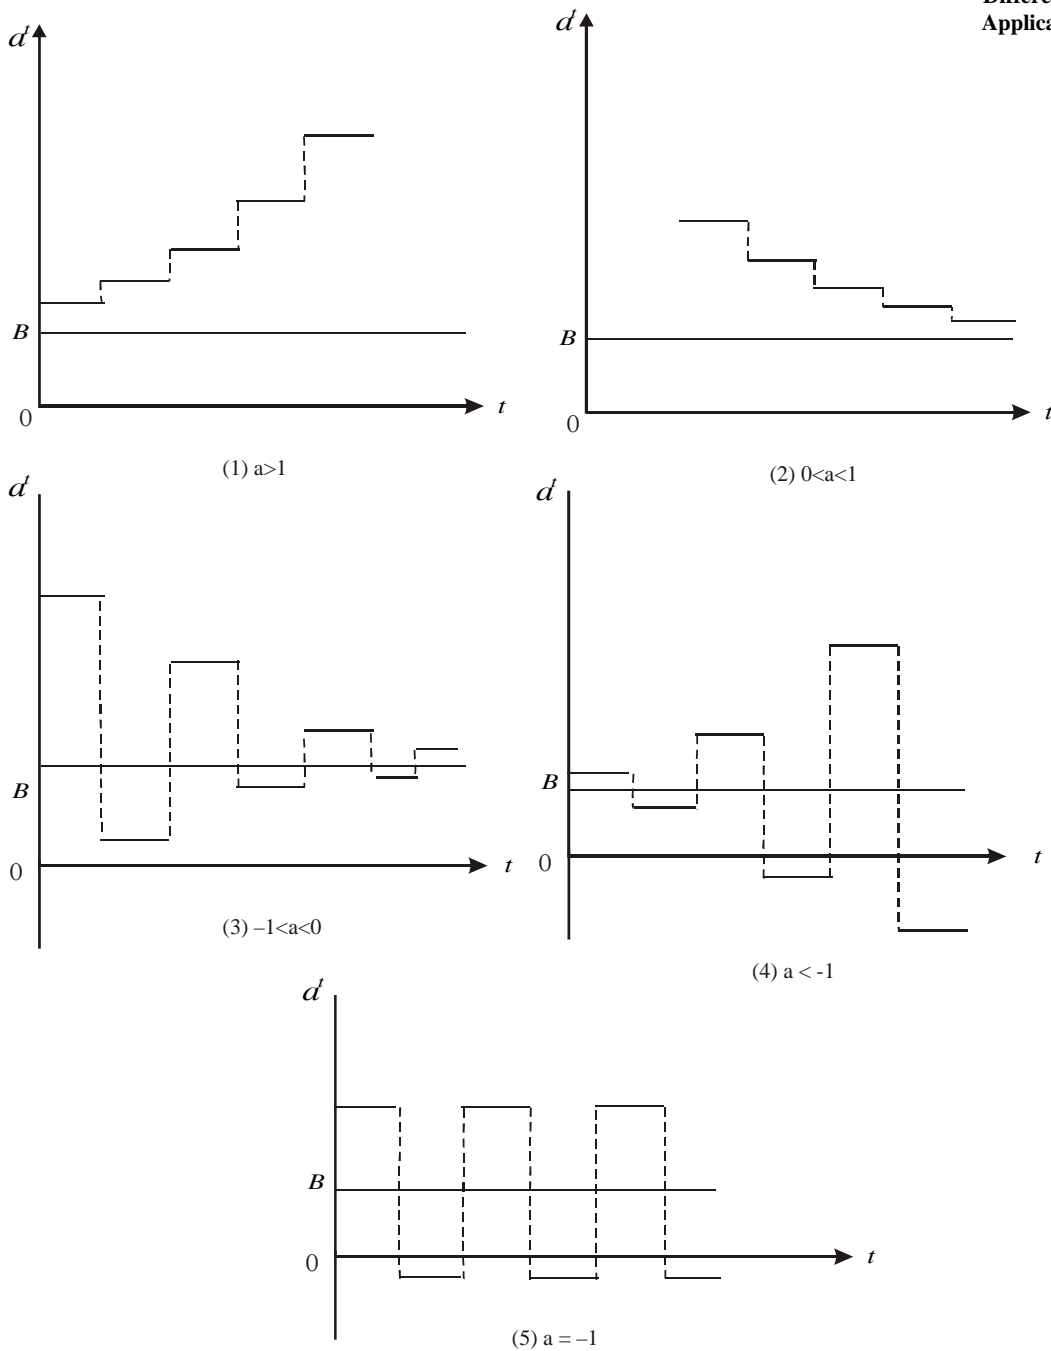 Differe
Applica
d^t
B
0
t
(1) a>1
d^t
B
0
t
(2) 0<a<1
d^t
B
0
t
(3) –1<a<0
d^t
B
0
t
(4) a < -1
d^t
B
0
t
(5) a = –1